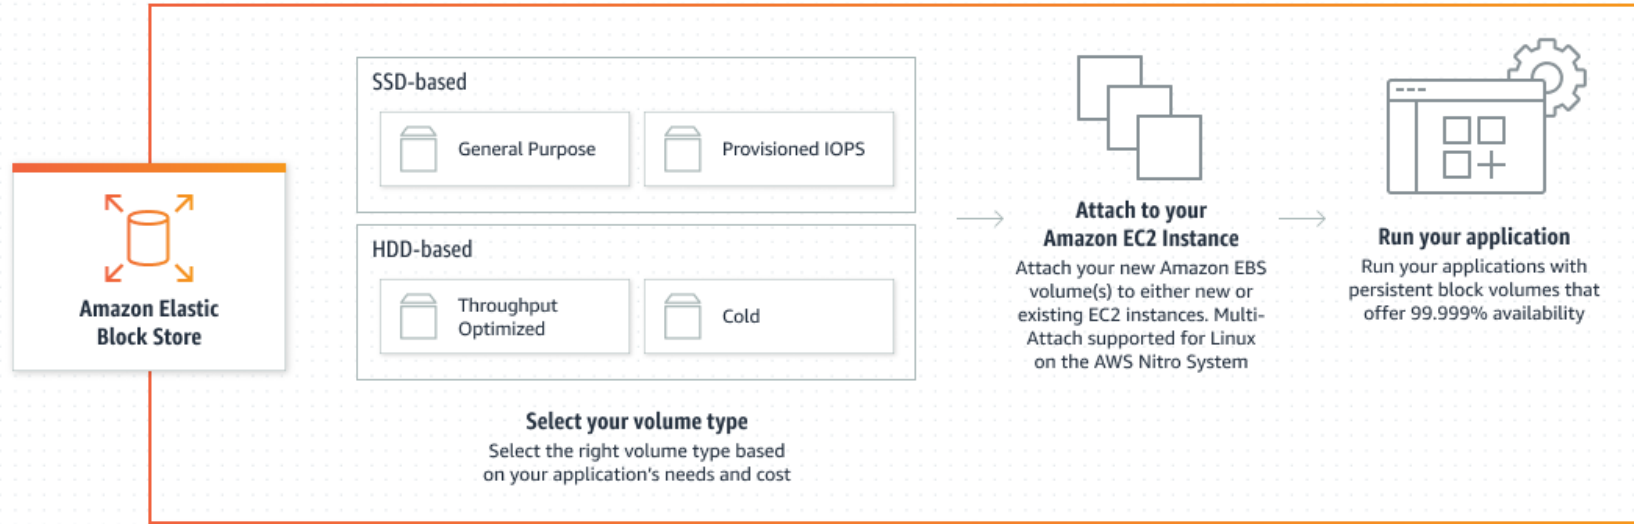 Amazon Elastic
Block Store
SSD-based
General Purpose
Provisioned IOPS
HDD-based
Throughput
Optimized
Cold
Select your volume type
Select the right volume type based
on your application's needs and cost
Attach to your
Amazon EC2 Instance
Attach your new Amazon EBS
volume(s) to either new or
existing EC2 instances. Multi-
Attach supported for Linux
on the AWS Nitro System
Run your application
Run your applications with
persistent block volumes that
offer 99.999% availability